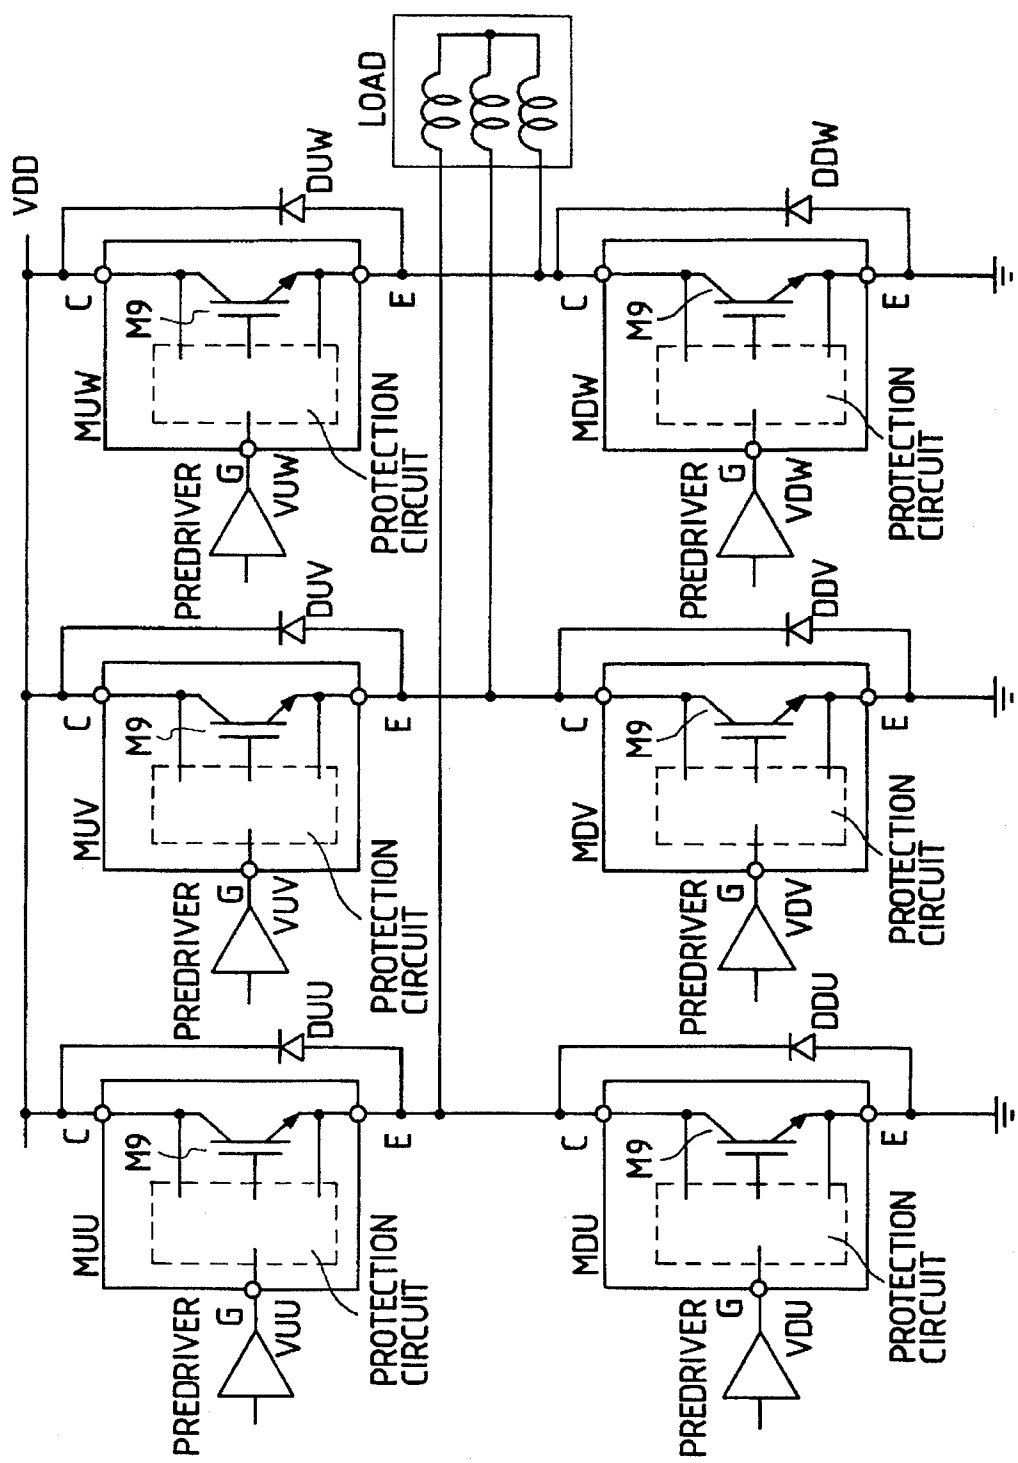 VDD
LOAD
MUW
C
M9
E
DUW
PREDRIVER
G
VUW
PROTECTION
CIRCUIT
MDW
C
M9
E
DDW
PREDRIVER
G
VDW
PROTECTION
CIRCUIT
MUV
C
M9
E
DUV
PREDRIVER
G
VUV
PROTECTION
CIRCUIT
MDV
C
M9
E
DDV
PREDRIVER
G
VDV
PROTECTION
CIRCUIT
MUU
C
M9
E
DUU
PREDRIVER
G
VUU
PROTECTION
CIRCUIT
MDU
C
M9
E
DDU
PREDRIVER
G
VDU
PROTECTION
CIRCUIT